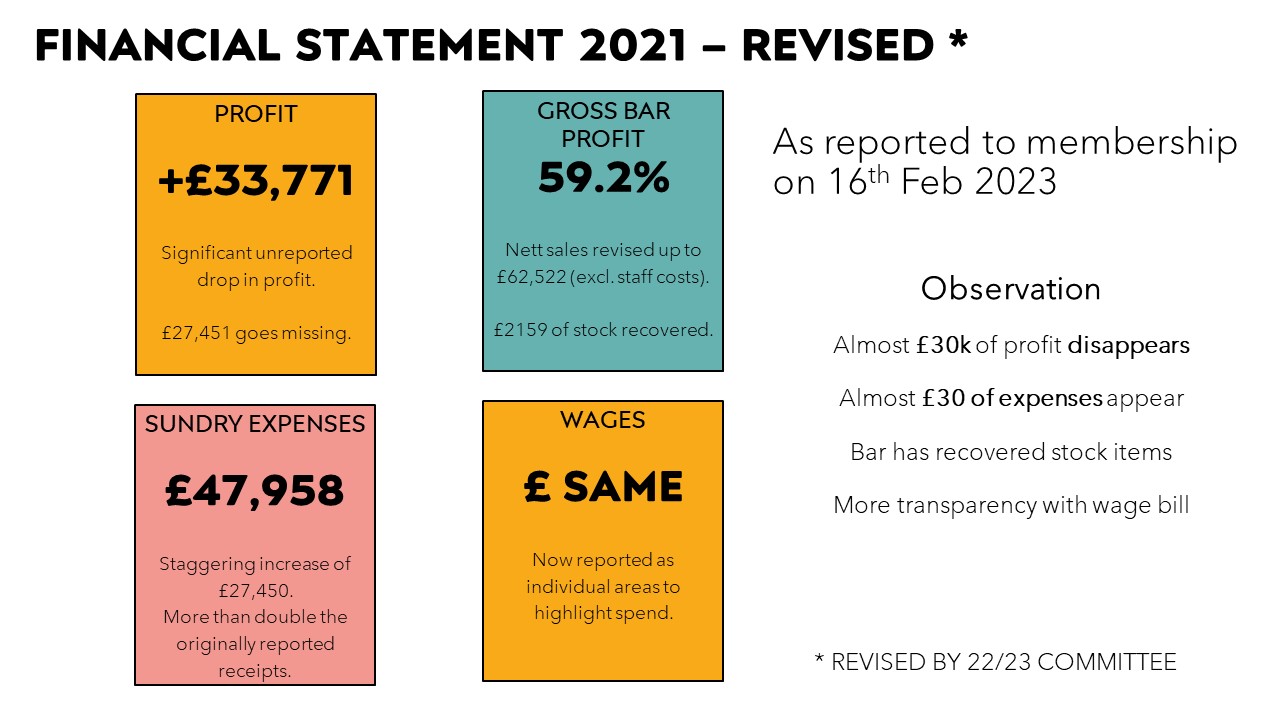 FINANCIAL STATEMENT 2021 – REVISED *
PROFIT
+£33,771
Significant unreported
drop in profit.
£27,451 goes missing.
GROSS BAR
PROFIT
59.2%
Nett sales revised up to
£62,522 (excl. staff costs).
£2159 of stock recovered.
SUNDRY EXPENSES
£47,958
Staggering increase of
£27,450.
More than double the
originally reported
receipts.
WAGES
£ SAME
Now reported as
individual areas to
highlight spend.
As reported to membership
on 16th Feb 2023
Observation
Almost £30k of profit disappears
Almost £30 of expenses appear
Bar has recovered stock items
More transparency with wage bill
* REVISED BY 22/23 COMMITTEE